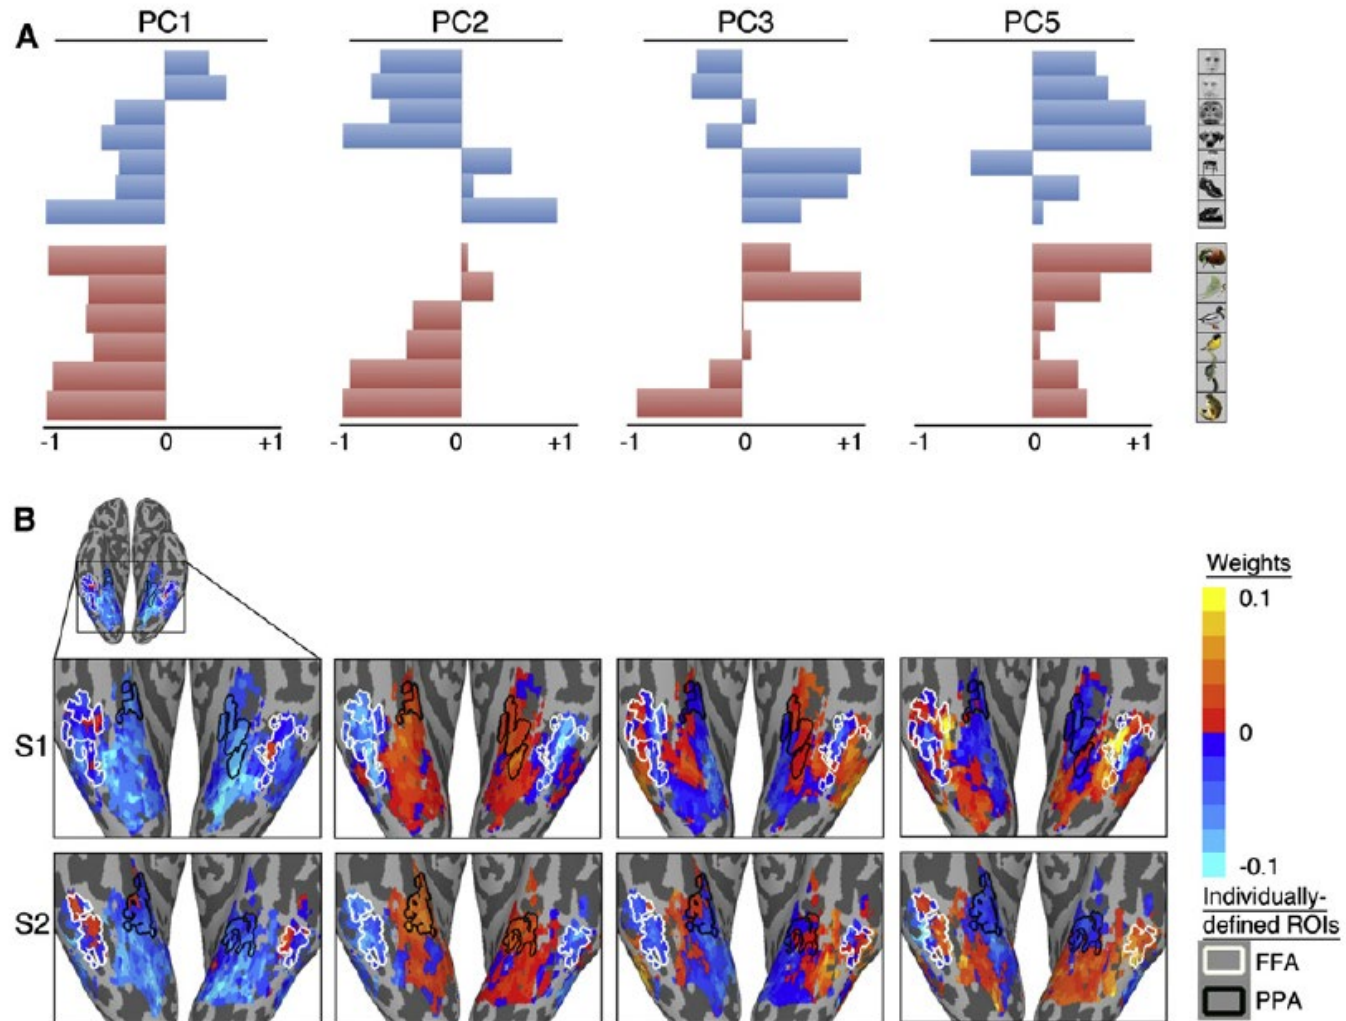 A
PC1 PC2 PC3 PC5
-1 0 +1 -1 0 +1 -1 0 +1 -1 0 +1
B
Weights
0.1
0
-0.1
S1
S2
Individually-
defined ROIs
FFA
PPA